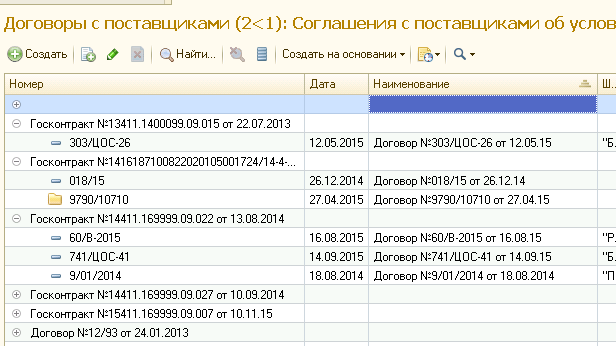 Договоры с поставщиками (2<1): Соглашения с поставщиками об услов
Создать Найти... Создать на основании
Номер Дата Наименование Ш...
Госконтракт №13411.1400099.09.015 от 22.07.2013
303/ЦОС-26 12.05.2015 Договор №303/ЦОС-26 от 12.05.15 "Б.
Госконтракт №1416187100822020105001724/14-4-...
018/15 26.12.2014 Договор №018/15 от 26.12.14
9790/10710 27.04.2015 Договор №9790/10710 от 27.04.15
Госконтракт №14411.169999.09.022 от 13.08.2014
60/В-2015 16.08.2015 Договор №60/В-2015 от 16.08.15 "Р.
741/ЦОС-41 14.09.2015 Договор №741/ЦОС-41 от 14.09.15 "Б.
9/01/2014 18.08.2014 Договор №9/01/2014 от 18.08.2014 "П
Госконтракт №14411.169999.09.027 от 10.09.2014
Госконтракт №15411.169999.09.007 от 10.11.15
Договор №12/93 от 24.01.2013